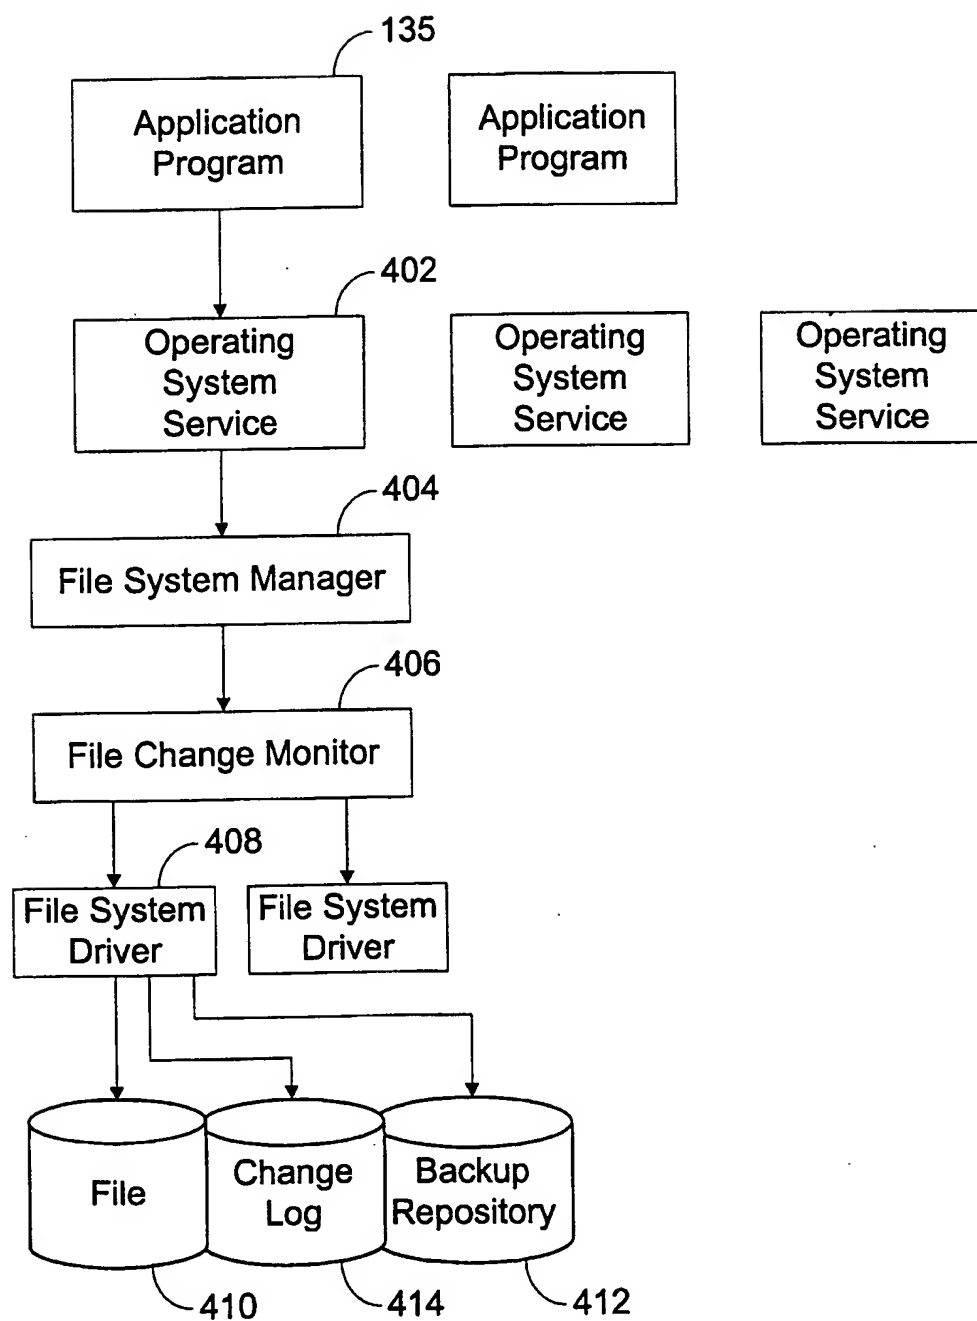 135
Application
Program
Application
Program
402
Operating
System
Service
Operating
System
Service
Operating
System
Service
404
File System Manager
406
File Change Monitor
408
File System
Driver
File System
Driver
File
Change
Log
Backup
Repository
410
414
412